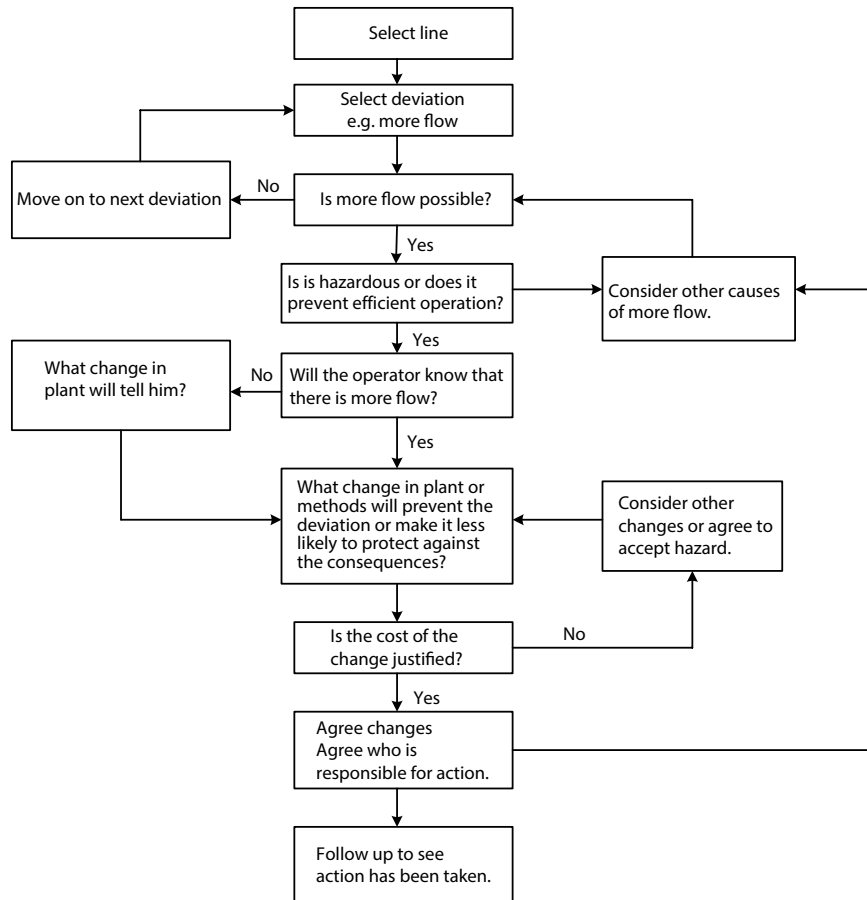 Select line
Select deviation
e.g. more flow
Move on to next deviation
No
Is more flow possible?
Yes
Is is hazardous or does it
prevent efficient operation?
Consider other causes
of more flow.
Yes
What change in
plant will tell him?
No
Will the operator know that
there is more flow?
Yes
What change in plant or
methods will prevent the
deviation or make it less
likely to protect against
the consequences?
Consider other
changes or agree to
accept hazard.
Is the cost of the
change justified?
No
Yes
Agree changes
Agree who is
responsible for action.
Follow up to see
action has been taken.